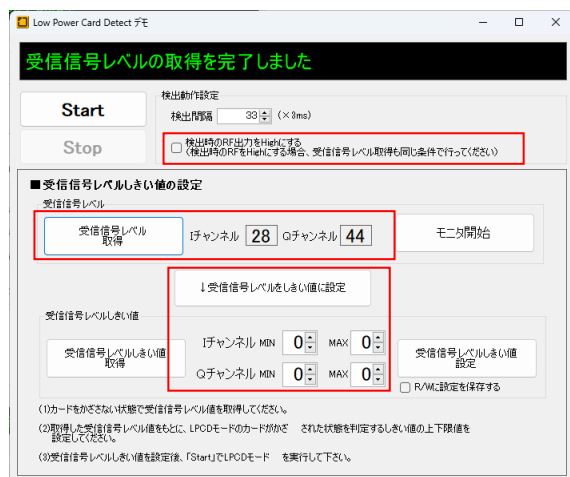 Low Power Card Detect デモ
受信信号レベルの取得を完了しました
Start
Stop
検出動作設定
検出間隔 33 (×3ms)
検出時のRF出力をHighにする
(検出時のRFをHighにする場合、受信信号レベル取得も同じ条件で行ってください)
■受信信号レベルしきい値の設定
受信信号レベル
受信信号レベル
取得
Iチャンネル 28 Qチャンネル 44
モニタ開始
↓受信信号レベルをしきい値に設定
受信信号レベルしきい値
受信信号レベルしきい値
取得
Iチャンネル MIN 0 MAX 0
Qチャンネル MIN 0 MAX 0
受信信号レベルしきい値
設定
R/Wに設定を保存する
(1)カードをかざさない状態で受信信号レベル値を取得してください。
(2)取得した受信信号レベル値をもとに、LPCDモードのカードがかざ された状態を判定するしきい値の上下限値を
設定してください。
(3)受信信号レベルしきい値を設定後、「Start」でLPCDモード を実行して下さい。